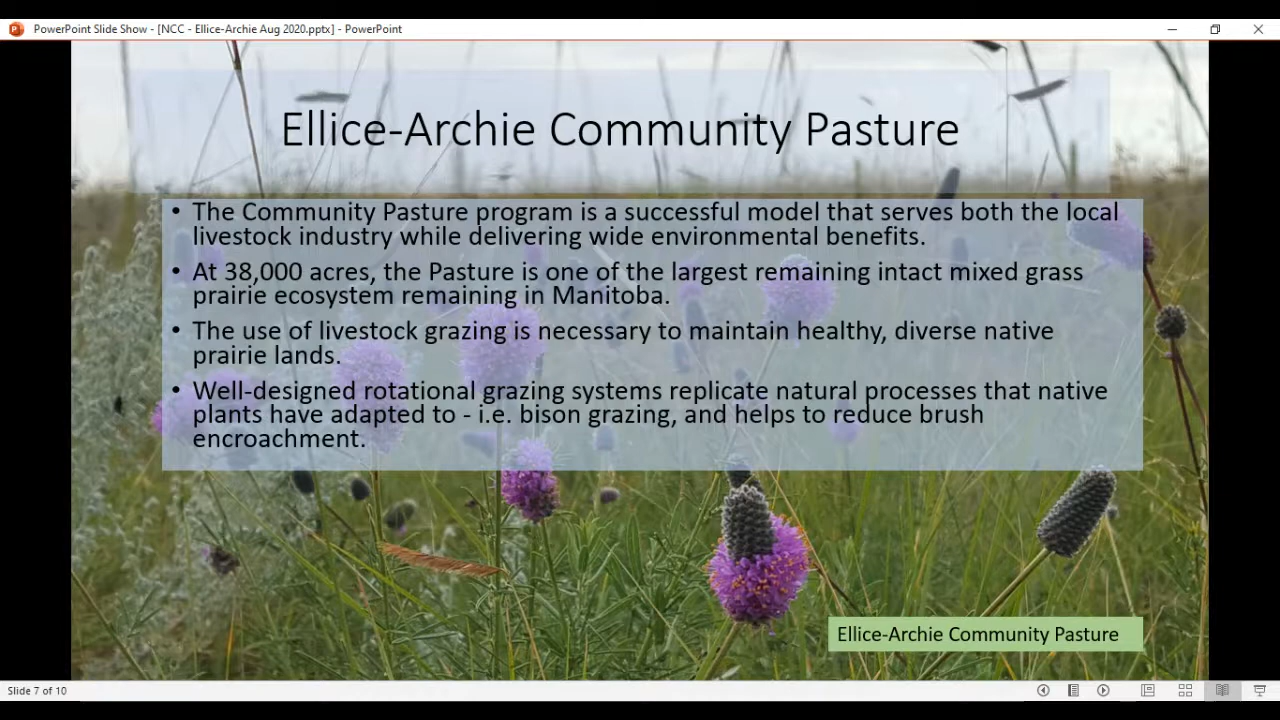 PowerPoint Slide Show - [NCC - Ellice-Archie Aug 2020.pptx] - PowerPoint
Ellice-Archie Community Pasture
• The Community Pasture program is a successful model that serves both the local
livestock industry while delivering wide environmental benefits.
• At 38,000 acres, the Pasture is one of the largest remaining intact mixed grass
prairie ecosystem remaining in Manitoba.
• The use of livestock grazing is necessary to maintain healthy, diverse native
prairie lands.
• Well-designed rotational grazing systems replicate natural processes that native
plants have adapted to - i.e. bison grazing, and helps to reduce brush
encroachment.
Ellice-Archie Community Pasture
Slide 7 of 10